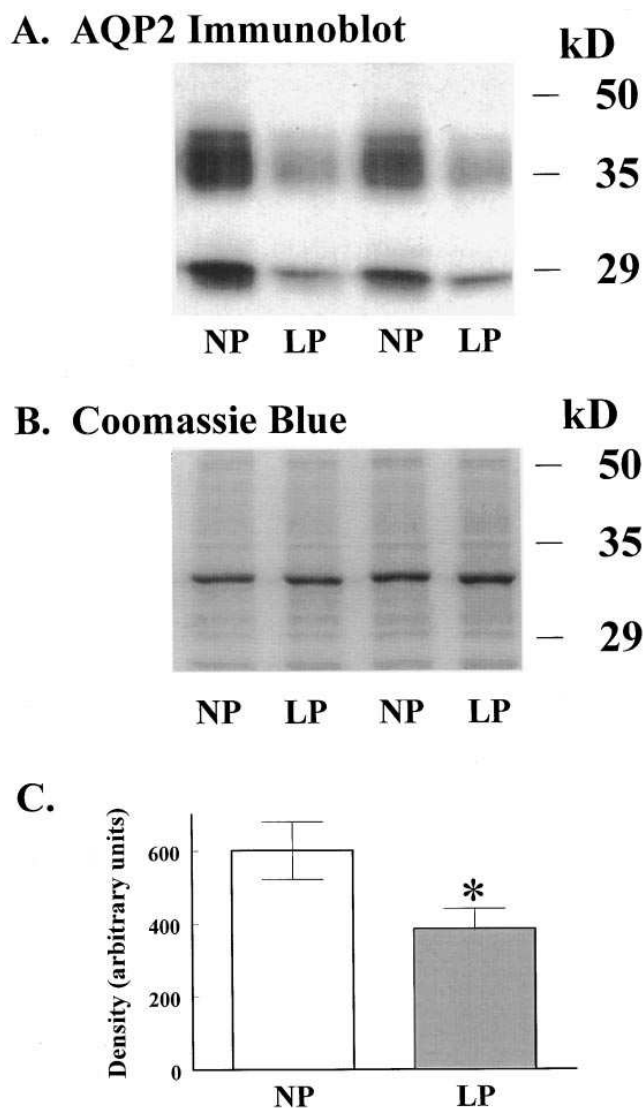 A. AQP2 Immunoblot
kD
50
35
29
NP LP NP LP
B. Coomassie Blue
kD
50
35
29
NP LP NP LP
C.
Density (arbitrary units)
600
400
200
0
*
NP LP